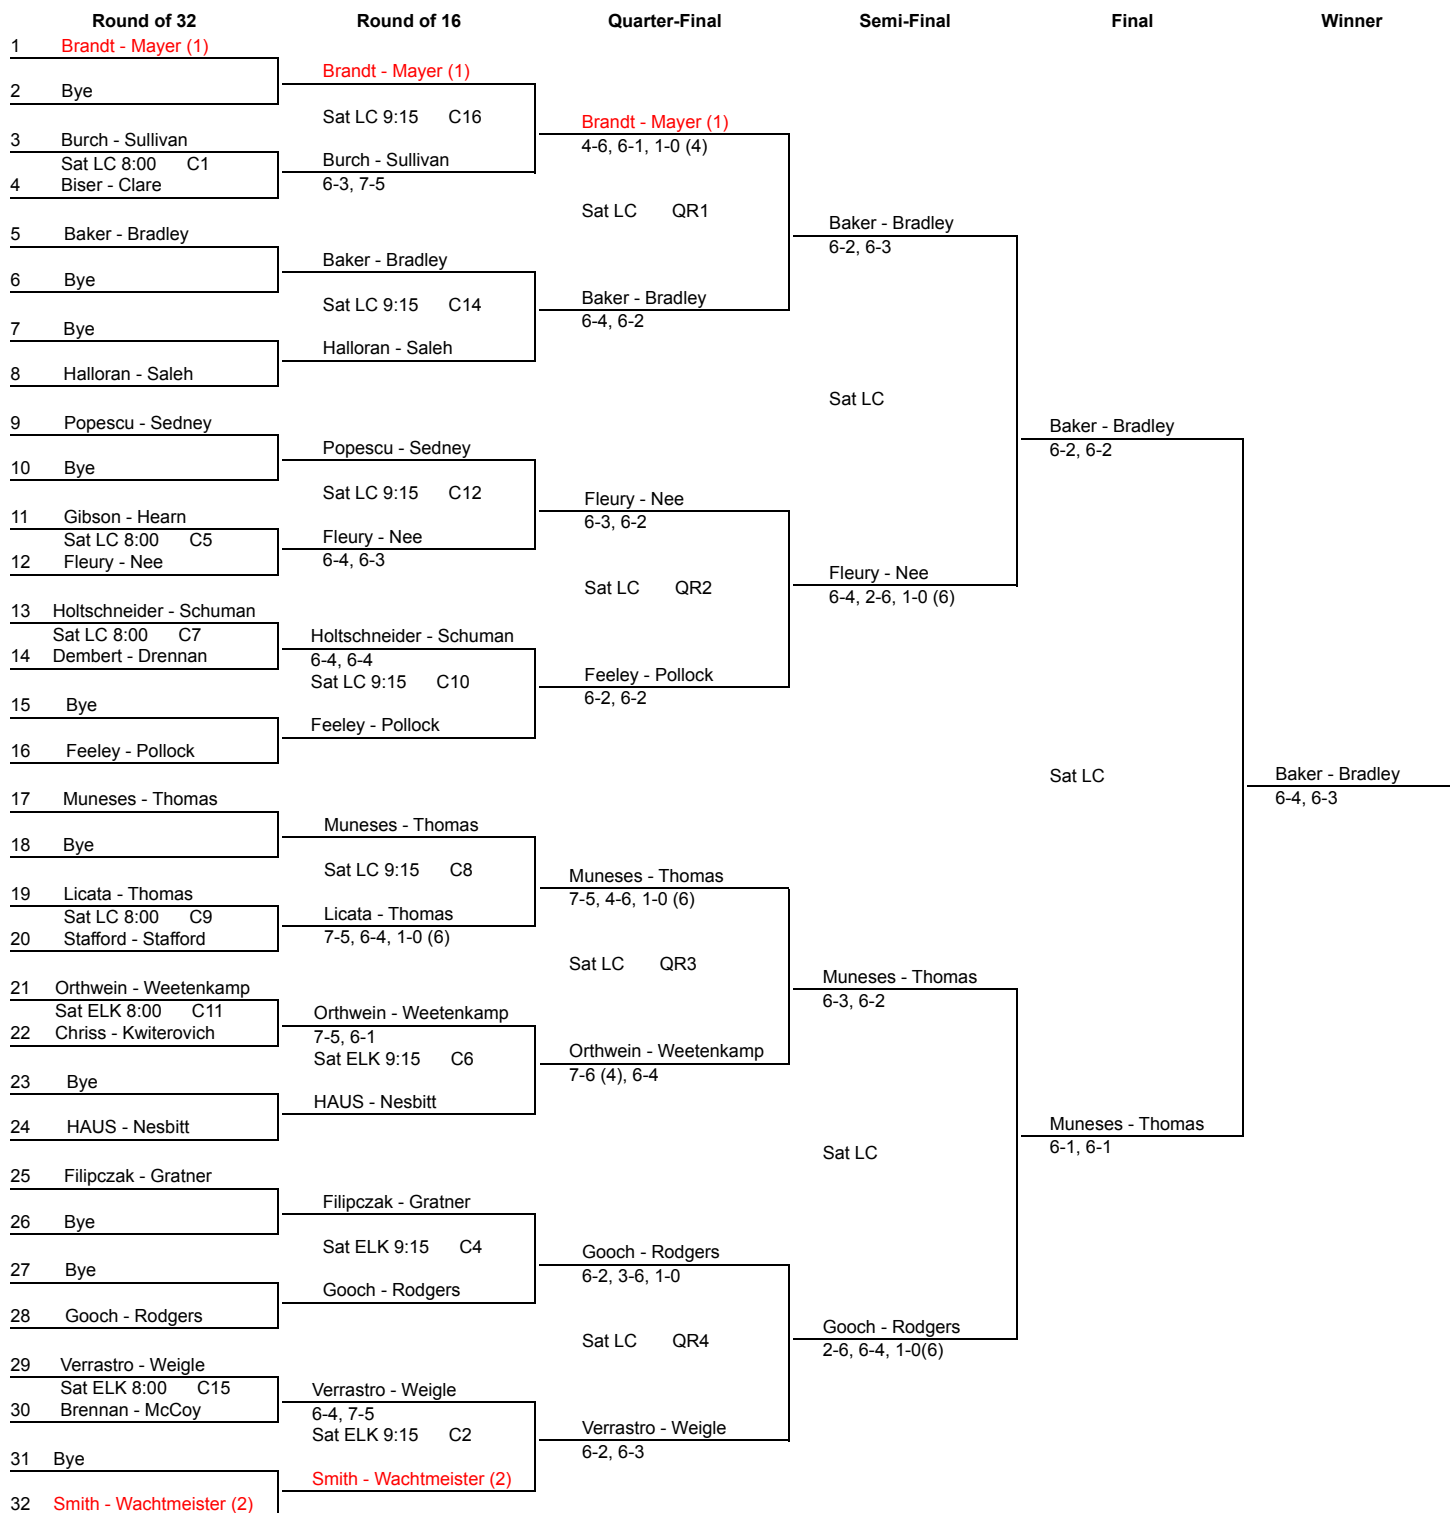 Round of 32 Round of 16 Quarter-Final Semi-Final Final Winner
1 Brandt - Mayer (1)
2 Bye
3 Burch - Sullivan
Sat LC 8:00 C1
4 Biser - Clare
5 Baker - Bradley
6 Bye
7 Bye
8 Halloran - Saleh
9 Popescu - Sedney
10 Bye
11 Gibson - Hearn
Sat LC 8:00 C5
12 Fleury - Nee
13 Holtschneider - Schuman
Sat LC 8:00 C7
14 Dembert - Drennan
15 Bye
16 Feeley - Pollock
17 Muneses - Thomas
18 Bye
19 Licata - Thomas
Sat LC 8:00 C9
20 Stafford - Stafford
21 Orthwein - Weetenkamp
Sat ELK 8:00 C11
22 Chriss - Kwiterovich
23 Bye
24 HAUS - Nesbitt
25 Filipczak - Gratner
26 Bye
27 Bye
28 Gooch - Rodgers
29 Verrastro - Weigle
Sat ELK 8:00 C15
30 Brennan - McCoy
31 Bye
32 Smith - Wachtmeister (2)
Brandt - Mayer (1)
Sat LC 9:15 C16
Burch - Sullivan
6-3, 7-5
Baker - Bradley
Sat LC 9:15 C14
Halloran - Saleh
Popescu - Sedney
Sat LC 9:15 C12
Fleury - Nee
6-4, 6-3
Holtschneider - Schuman
6-4, 6-4
Sat LC 9:15 C10
Feeley - Pollock
Muneses - Thomas
Sat LC 9:15 C8
Licata - Thomas
7-5, 6-4, 1-0 (6)
Orthwein - Weetenkamp
7-5, 6-1
Sat ELK 9:15 C6
HAUS - Nesbitt
Filipczak - Gratner
Sat ELK 9:15 C4
Gooch - Rodgers
Verrastro - Weigle
6-4, 7-5
Sat ELK 9:15 C2
Smith - Wachtmeister (2)
Brandt - Mayer (1)
4-6, 6-1, 1-0 (4)
Sat LC QR1
Baker - Bradley
6-4, 6-2
Fleury - Nee
6-3, 6-2
Sat LC QR2
Feeley - Pollock
6-2, 6-2
Muneses - Thomas
7-5, 4-6, 1-0 (6)
Sat LC QR3
Orthwein - Weetenkamp
7-6 (4), 6-4
Gooch - Rodgers
6-2, 3-6, 1-0
Sat LC QR4
Verrastro - Weigle
6-2, 6-3
Baker - Bradley
6-2, 6-3
Sat LC
Fleury - Nee
6-4, 2-6, 1-0 (6)
Muneses - Thomas
6-3, 6-2
Sat LC
Gooch - Rodgers
2-6, 6-4, 1-0(6)
Baker - Bradley
6-2, 6-2
Sat LC
Muneses - Thomas
6-1, 6-1
Baker - Bradley
6-4, 6-3